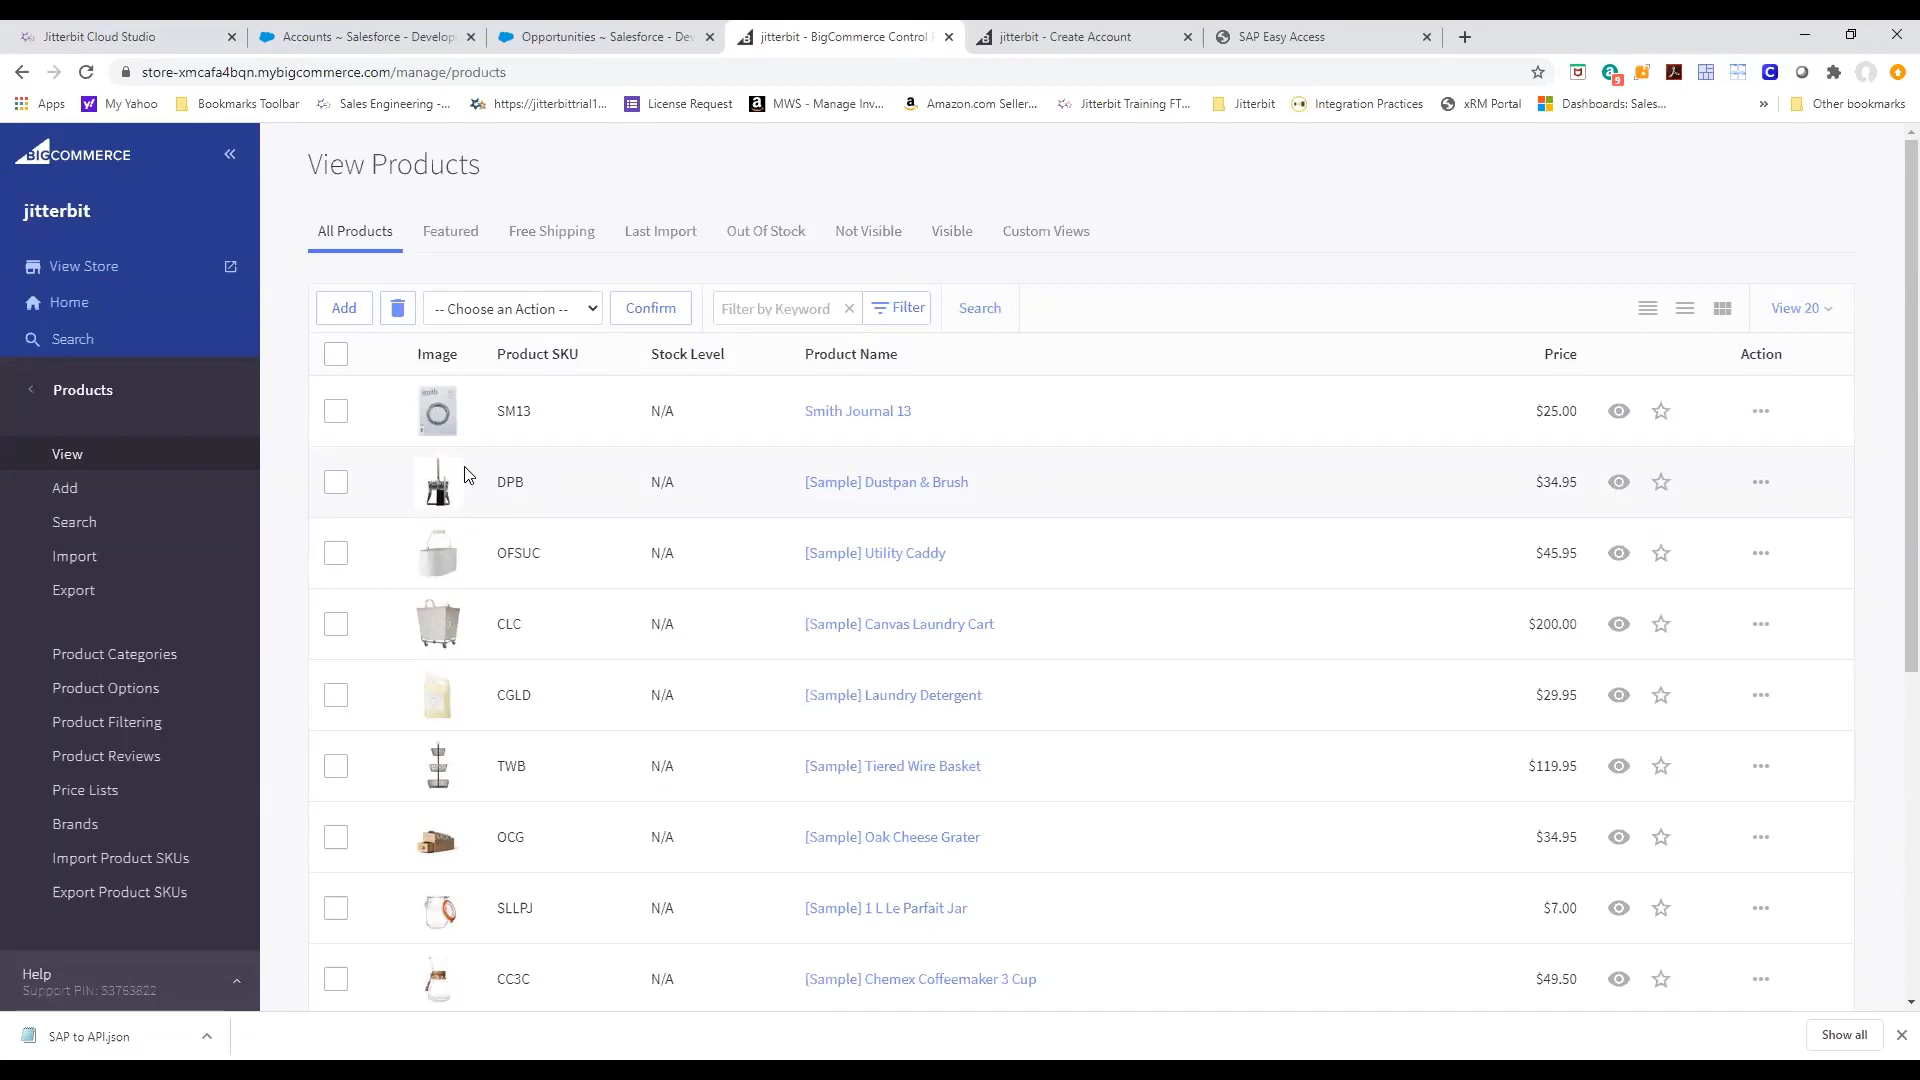 Jitterbit Cloud Studio
Accounts ~ Salesforce - Develop
Opportunities ~ Salesforce - Dev
jitterbit - BigCommerce Control P
jitterbit - Create Account
SAP Easy Access
store-xmcafa4bqn.mybigcommerce.com/manage/products
9
Apps
My Yahoo
Bookmarks Toolbar
Sales Engineering -...
https://jitterbittrial1...
License Request
MWS - Manage Inv...
Amazon.com Seller...
Jitterbit Training FT...
Jitterbit
Integration Practices
xRM Portal
Dashboards: Sales...
Other bookmarks
BIGCOMMERCE
jitterbit
View Store
Home
Search
Products
View
Add
Search
Import
Export
Product Categories
Product Options
Product Filtering
Product Reviews
Price Lists
Brands
Import Product SKUs
Export Product SKUs
Help
Support PIN: 53763822
View Products
All Products Featured Free Shipping Last Import Out Of Stock Not Visible Visible Custom Views
Add -- Choose an Action -- Confirm Filter by Keyword Filter Search View 20
Image Product SKU Stock Level Product Name Price Action
smith
SM13 N/A Smith Journal 13 $25.00
DPB N/A [Sample] Dustpan & Brush $34.95
OFSUC N/A [Sample] Utility Caddy $45.95
CLC N/A [Sample] Canvas Laundry Cart $200.00
CGLD N/A [Sample] Laundry Detergent $29.95
TWB N/A [Sample] Tiered Wire Basket $119.95
OCG N/A [Sample] Oak Cheese Grater $34.95
SLLPJ N/A [Sample] 1 L Le Parfait Jar $7.00
CC3C N/A [Sample] Chemex Coffeemaker 3 Cup $49.50
SAP to API.json
Show all